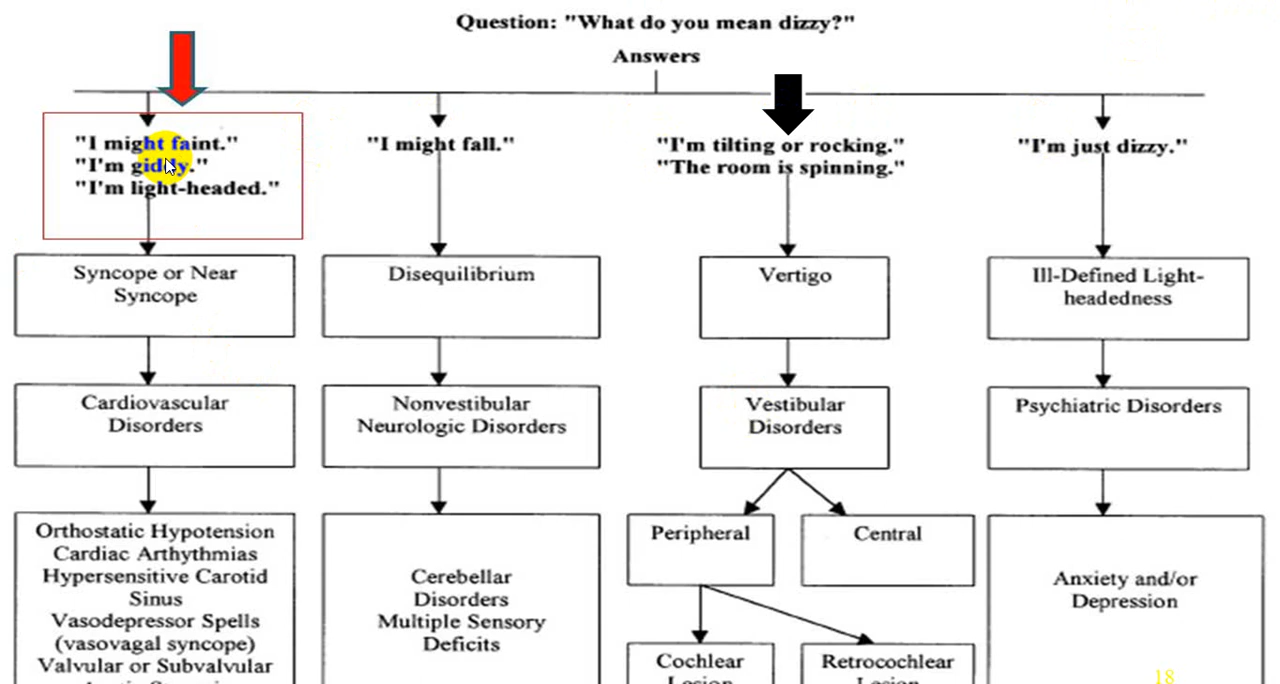 Question: "What do you mean dizzy?"
Answers
"I might faint."
"I'm giddy."
"I'm light-headed."
"I might fall."
"I'm tilting or rocking."
"The room is spinning."
"I'm just dizzy."
Syncope or Near
Syncope
Disequilibrium
Vertigo
Ill-Defined Light-
headedness
Cardiovascular
Disorders
Nonvestibular
Neurologic Disorders
Vestibular
Disorders
Psychiatric Disorders
Orthostatic Hypotension
Cardiac Arthythmias
Hypersensitive Carotid
Sinus
Vasodepressor Spells
(vasovagal syncope)
Valvular or Subvalvular
Cerebellar
Disorders
Multiple Sensory
Deficits
Peripheral
Central
Cochlear
Lesion
Retrocochlear
Lesion
Anxiety and/or
Depression
18